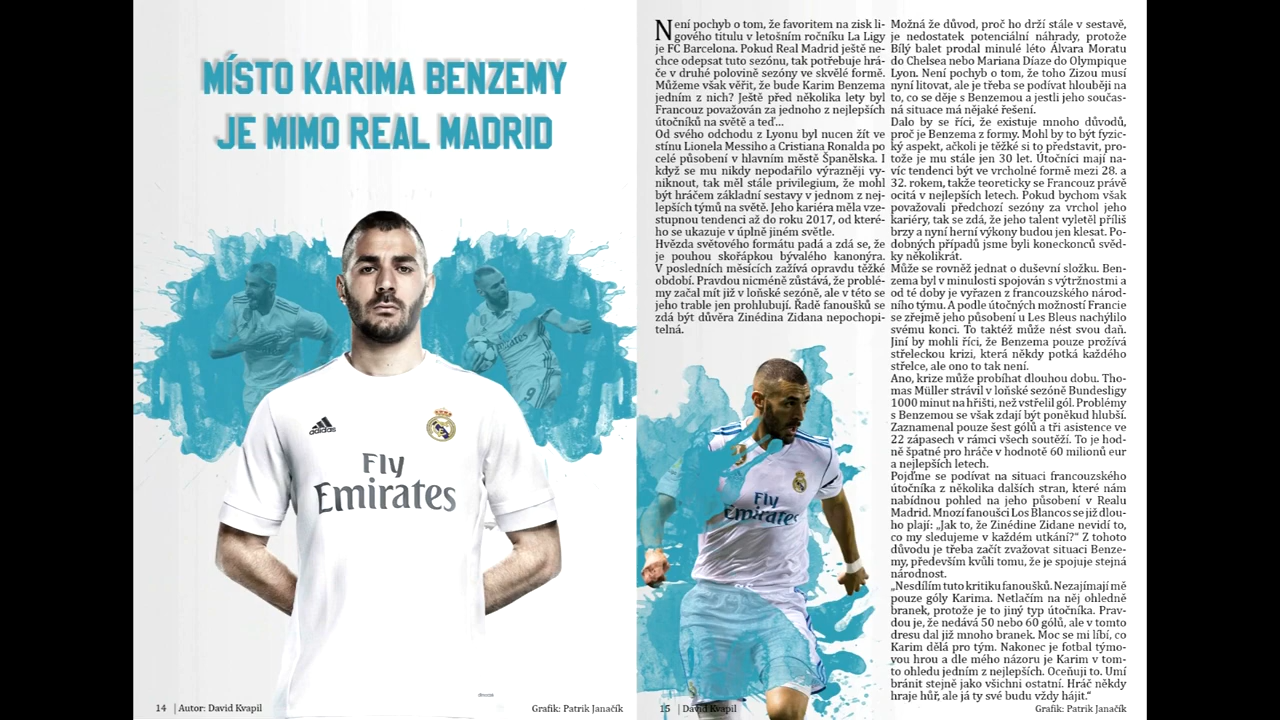 MÍSTO KARIMA BENZEMY
JE MIMO REAL MADRID
adidas
Fly
Emirates
14 | Autor: David Kvapil
Grafik: Patrik Janačík
Není pochyb o tom, že favoritem na zisk li-
gového titulu v letošním ročníku La Ligy
je FC Barcelona. Pokud Real Madrid ještě ne-
chce odepsat tuto sezónu, tak potřebuje hrá-
če v druhé polovině sezóny ve skvělé formě.
Můžeme však věřit, že bude Karim Benzema
jedním z nich? Ještě před několika lety byl
Francouz považován za jednoho z nejlepších
útočníků na světě a teď...
Od svého odchodu z Lyonu byl nucen žít ve
stínu Lionela Messiho a Cristiana Ronalda po
celé působení v hlavním městě Španělska. I
když se mu nikdy nepodařilo výrazněji vy-
niknout, tak měl stále privilegium, že mohl
být hráčem základní sestavy v jednom z nej-
lepších týmů na světě. Jeho kariéra měla vze-
stupnou tendenci až do roku 2017, od které-
ho se ukazuje v úplně jiném světle.
Hvězda světového formátu padá a zdá se, že
je pouhou skořápkou bývalého kanonýra.
V posledních měsících zažívá opravdu těžké
období. Pravdou nicméně zůstává, že problé-
my začal mít již v loňské sezóně, ale v této se
jeho trable jen prohlubují. Řadě fanoušků se
zdá být důvěra Zinédina Zidana nepochopi-
telná.
Fly
Emirates
15 | David Kvapil
Možná že důvod, proč ho drží stále v sestavě,
je nedostatek potenciální náhrady, protože
Bílý balet prodal minulé léto Álvara Moratu
do Chelsea nebo Mariana Díaze do Olympique
Lyon. Není pochyb o tom, že toho Zizou musí
nyní litovat, ale je třeba se podívat hlouběji na
to, co se děje s Benzemou a jestli jeho součas-
ná situace má nějaké řešení.
Dalo by se říci, že existuje mnoho důvodů,
proč je Benzema z formy. Mohl by to být fyzic-
ký aspekt, ačkoli je těžké si to představit, pro-
tože je mu stále jen 30 let. Útočníci mají na-
víc tendenci být ve vrcholné formě mezi 28. a
32. rokem, takže teoreticky se Francouz právě
ocitá v nejlepších letech. Pokud bychom však
považovali předchozí sezóny za vrchol jeho
kariéry, tak se zdá, že jeho talent vyletěl příliš
brzy a nyní herní výkony budou jen klesat. Po-
dobných případů jsme byli koneckonců svěd-
ky několikrát.
Může se rovněž jednat o duševní složku. Ben-
zema byl v minulosti spojován s výtržnostmi a
od té doby je vyřazen z francouzského národ-
ního týmu. A podle útočných možností Francie
se zřejmě jeho působení u Les Bleus nachýlilo
svému konci. To taktéž může nést svou daň.
Jiní by mohli říci, že Benzema pouze prožívá
střeleckou krizi, která někdy potká každého
střelce, ale ono to tak není.
Ano, krize může probíhat dlouhou dobu. Tho-
mas Müller strávil v loňské sezóně Bundesligy
1000 minut na hřišti, než vstřelil gól. Problémy
s Benzemou se však zdají být poněkud hlubší.
Zaznamenal pouze šest gólů a tři asistence ve
22 zápasech v rámci všech soutěží. To je hod-
ně špatné pro hráče v hodnotě 60 milionů eur
a nejlepších letech.
Pojďme se podívat na situaci francouzského
útočníka z několika dalších stran, které nám
nabídnou pohled na jeho působení v Realu
Madrid. Mnozí fanoušci Los Blancos se již dlou-
ho plají: „Jak to, že Zinédine Zidane nevidí to,
co my sledujeme v každém utkání?“ Z tohoto
důvodu je třeba začít zvažovat situaci Benze-
my, především kvůli tomu, že je spojuje stejná
národnost.
„Nesdílím tuto kritiku fanoušků. Nezajímají mě
pouze góly Karima. Netlačím na něj ohledně
branek, protože je to jiný typ útočníka. Prav-
dou je, že nedává 50 nebo 60 gólů, ale v tomto
dresu dal již mnoho branek. Moc se mi líbí, co
Karim dělá pro tým. Nakonec je fotbal týmo-
vou hrou a dle mého názoru je Karim v tom-
to ohledu jedním z nejlepších. Oceňuji to. Umí
bránit stejně jako všichni ostatní. Hráč někdy
hraje hůř, ale já ty své budu vždy hájit.“
Grafik: Patrik Janačík